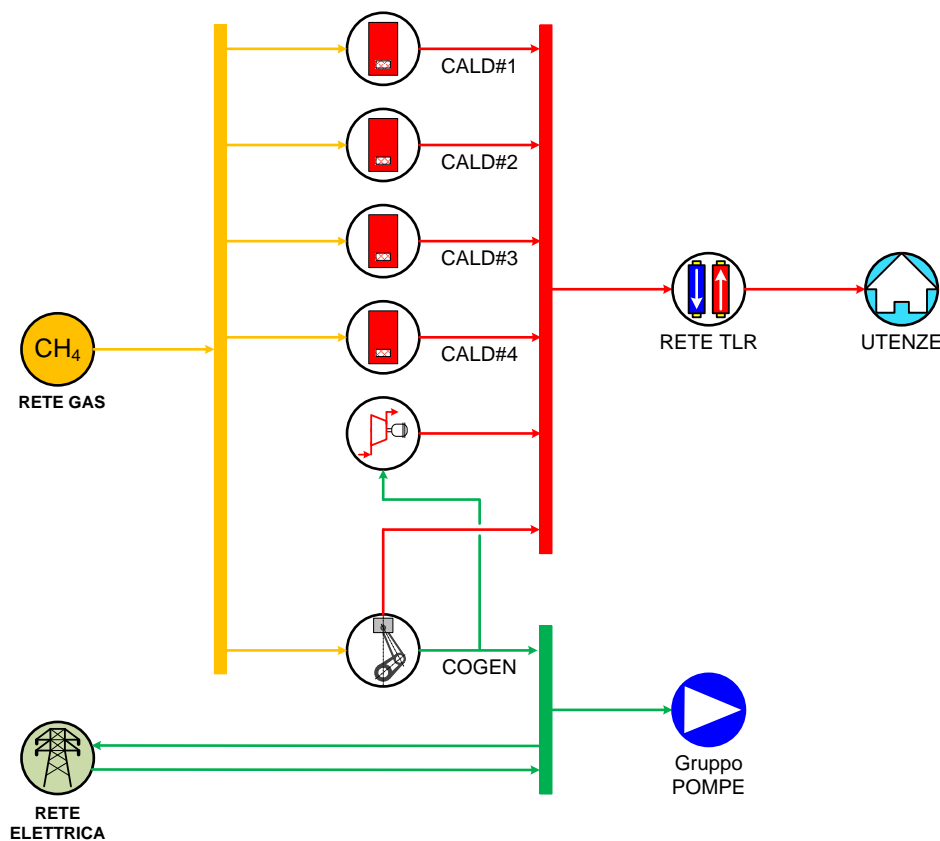 CALD#1
CALD#2
CALD#3
CALD#4
CH₄
RETE GAS
RETE TLR
UTENZE
COGEN
Gruppo
POMPE
RETE
ELETTRICA